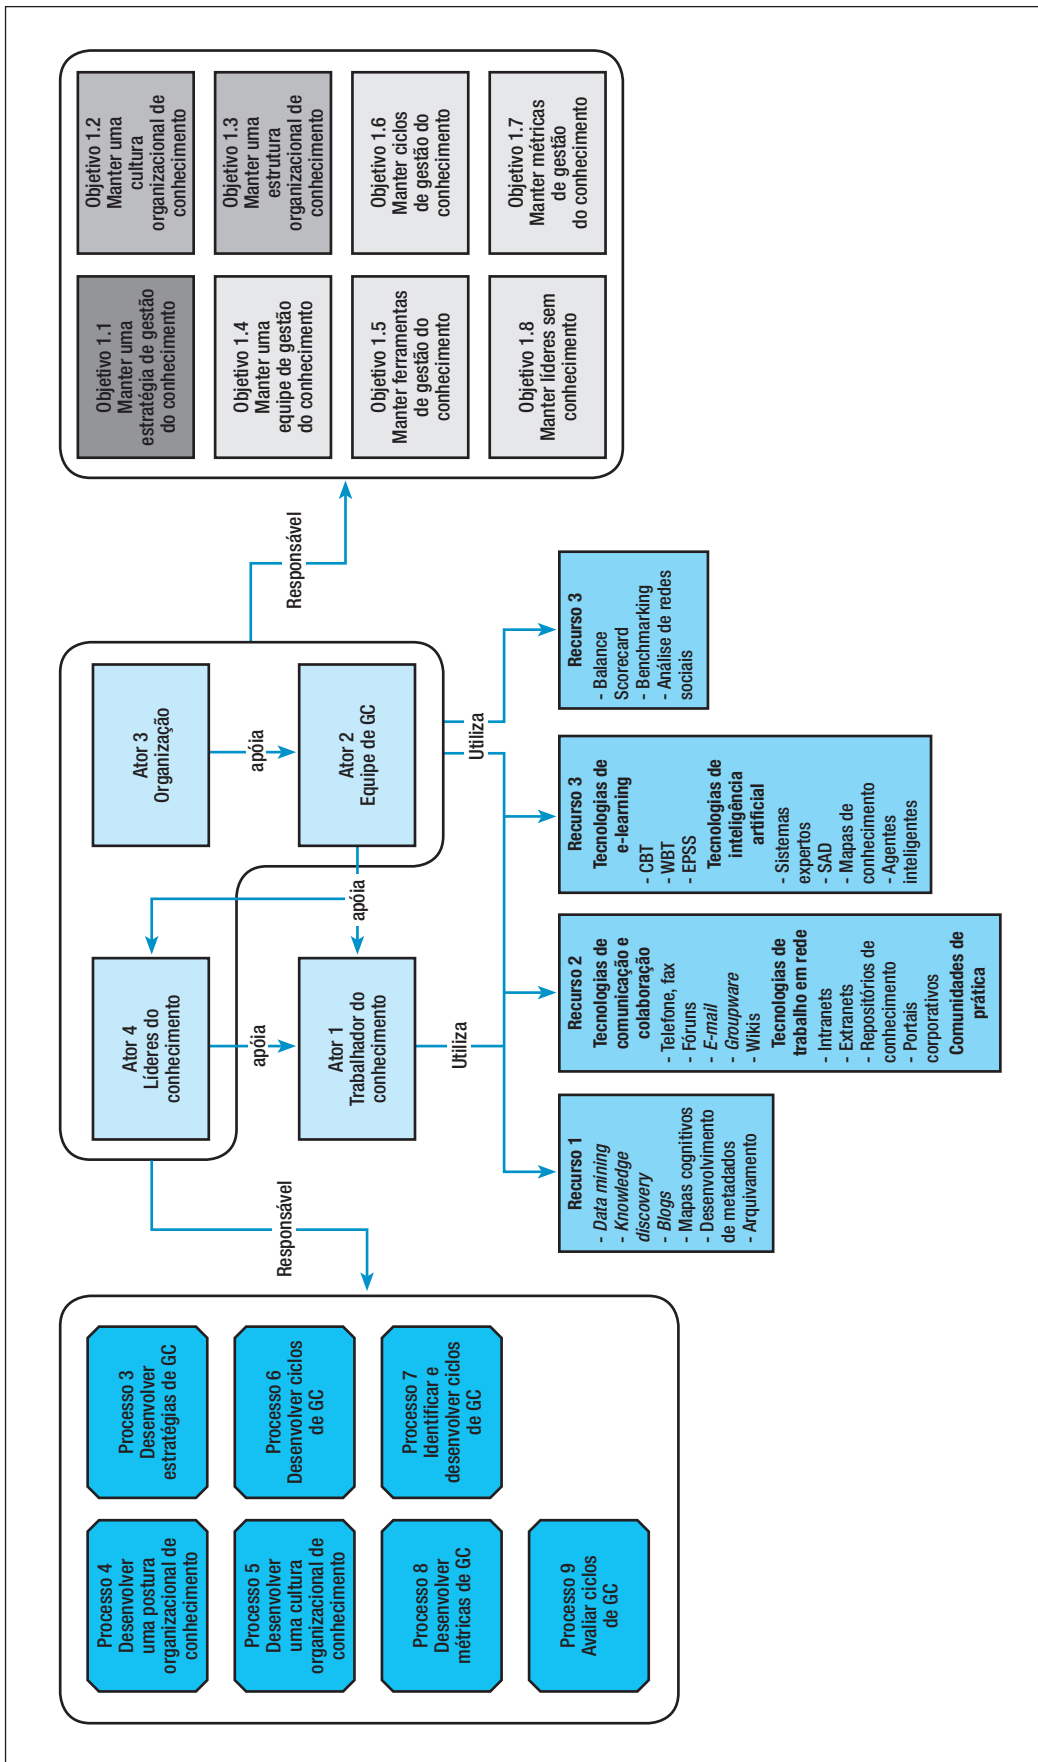 Processo 4
Desenvolver
uma postura
organizacional de
conhecimento
Processo 3
Desenvolver
estratégias de GC
Processo 5
Desenvolver
uma cultura
organizacional de
conhecimento
Processo 6
Desenvolver ciclos
de GC
Processo 8
Desenvolver
métricas de GC
Processo 7
Identificar e
desenvolver ciclos
de GC
Processo 9
Avaliar ciclos
de GC
Responsável
Ator 4
Líderes do
conhecimento
apóia
Ator 1
Trabalhador do
conhecimento
Ator 3
Organização
apóia
Ator 2
Equipe de GC
apóia
Utiliza
Utiliza
Responsável
Recurso 1
- Data mining
- Knowledge
discovery
- Blogs
- Mapas cognitivos
- Desenvolvimento
de metadados
- Arquivamento
Recurso 2
Tecnologias de
comunicação e
colaboração
- Telefone, fax
- Fóruns
- E-mail
- Groupware
- Wikis
Tecnologias de
trabalho em rede
- Intranets
- Extranets
- Repositórios de
conhecimento
- Portais
corporativos
Comunidades de
prática
Recurso 3
Tecnologias de
e-learning
- CBT
- WBT
- EPSS
Tecnologias de
inteligência
artificial
- Sistemas
expertos
- SAD
- Mapas de
conhecimento
- Agentes
inteligentes
Recurso 3
- Balance
Scorecard
- Benchmarking
- Análise de redes
sociais
Objetivo 1.1
Manter uma
estratégia de gestão
do conhecimento
Objetivo 1.2
Manter uma
cultura
organizacional de
conhecimento
Objetivo 1.4
Manter uma
equipe de gestão
do conhecimento
Objetivo 1.3
Manter uma
estrutura
organizacional de
conhecimento
Objetivo 1.5
Manter ferramentas
de gestão do
conhecimento
Objetivo 1.6
Manter ciclos
de gestão do
conhecimento
Objetivo 1.8
Manter líderes sem
conhecimento
Objetivo 1.7
Manter métricas
de gestão
do conhecimento